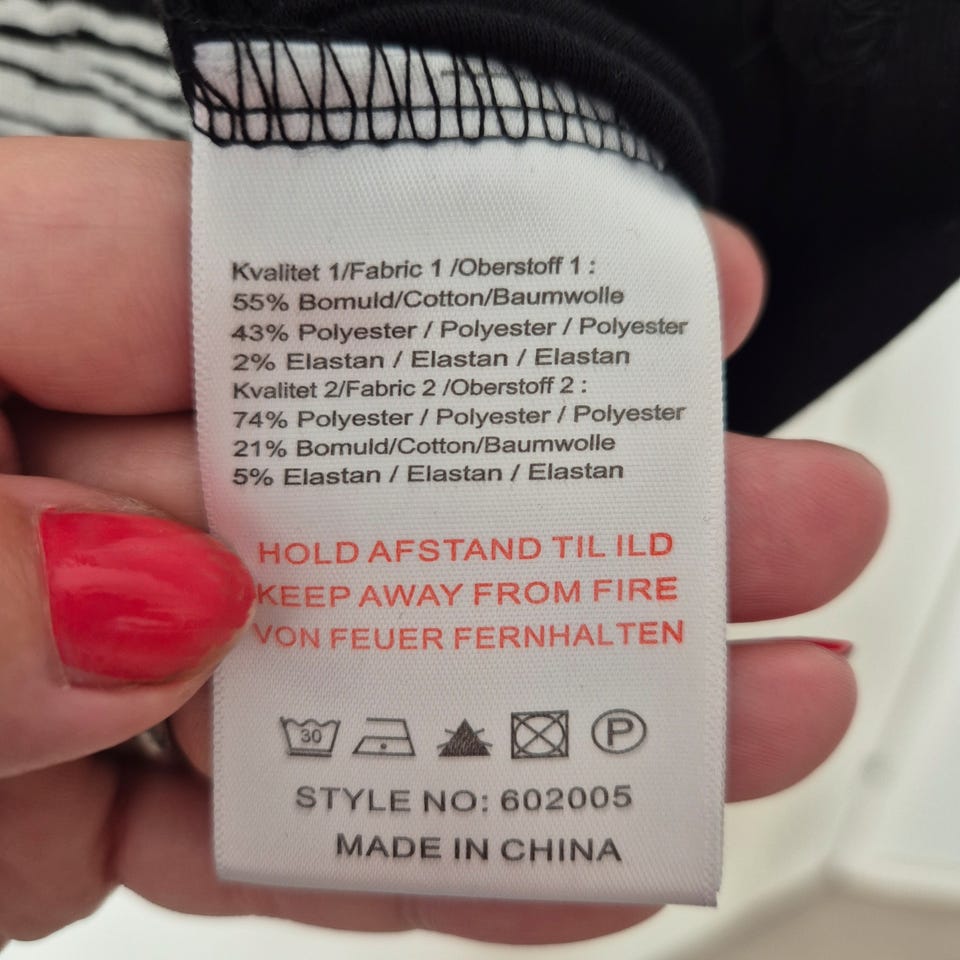 Kvalitet 1/Fabric 1 /Oberstoff 1 :
55% Bomuld/Cotton/Baumwolle
43% Polyester / Polyester / Polyester
2% Elastan / Elastan / Elastan
Kvalitet 2/Fabric 2 /Oberstoff 2 :
74% Polyester / Polyester / Polyester
21% Bomuld/Cotton/Baumwolle
5% Elastan / Elastan / Elastan
HOLD AFSTAND TIL ILD
KEEP AWAY FROM FIRE
VON FEUER FERNHALTEN
30 P
STYLE NO: 602005
MADE IN CHINA